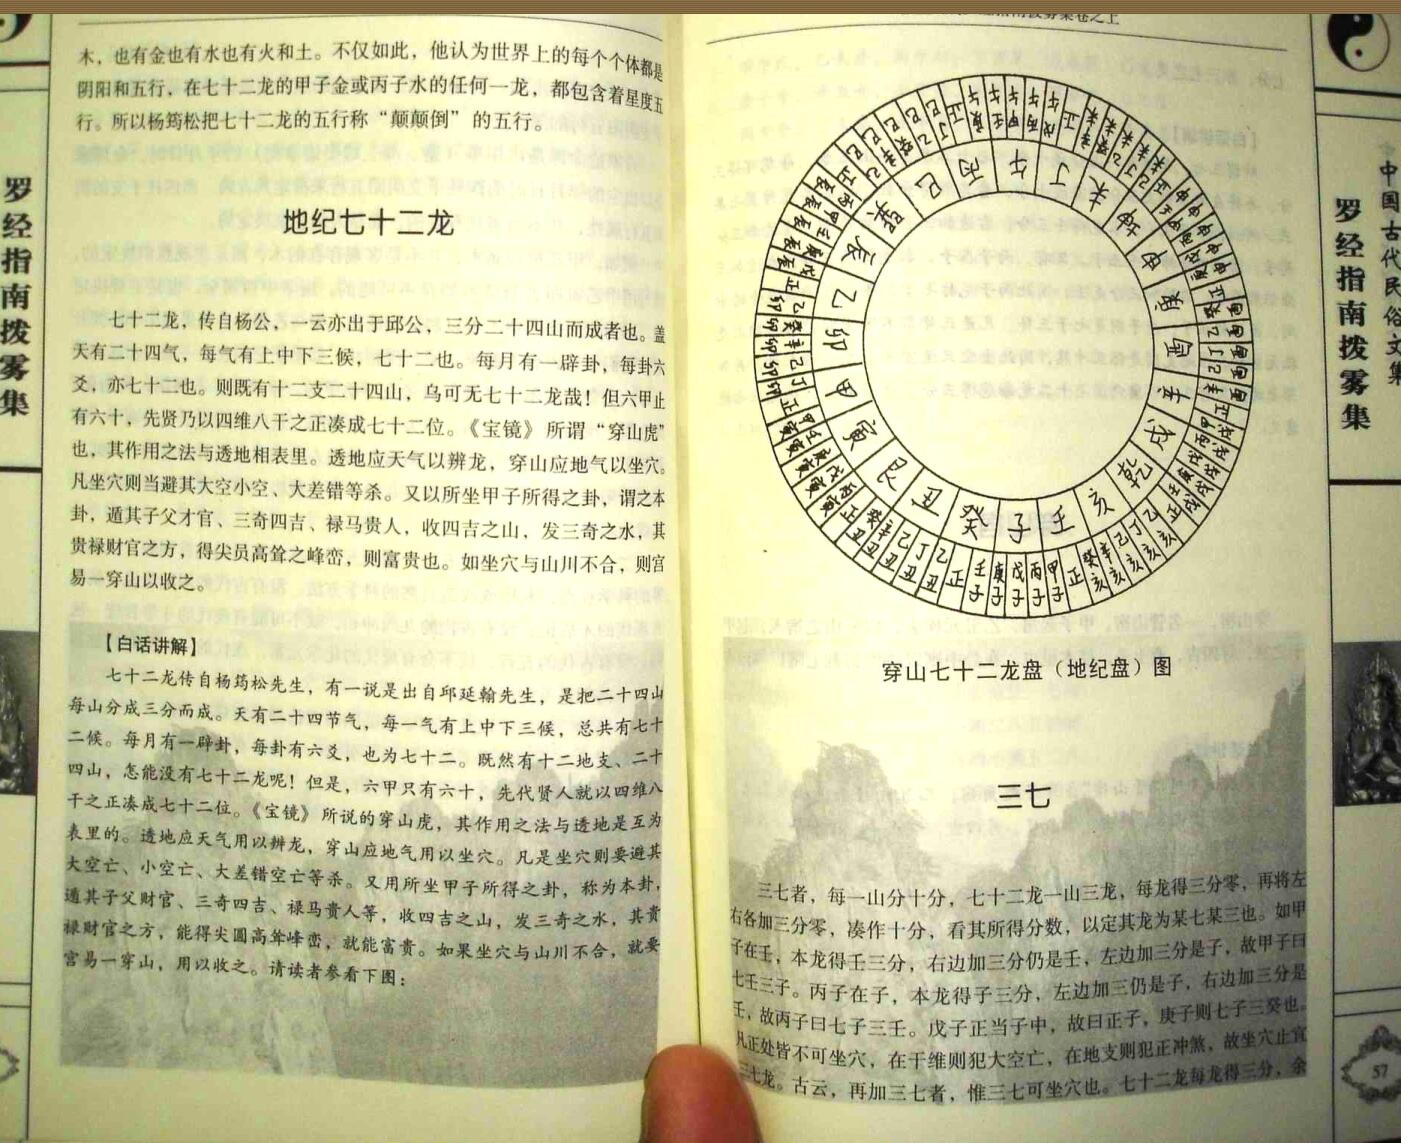 罗经指南拨雾集
木，也有金也有水也有火和土。不仅如此，他认为世界上的每个个体都是
阴阳和五行，在七十二龙的甲子金或丙子水的任何一龙，都包含着星度五
行。所以杨筠松把七十二龙的五行称“颠颠倒”的五行。
地纪七十二龙
七十二龙，传自杨公，一云亦出于邱公，三分二十四山而成者也。盖
天有二十四气，每气有上中下三候，七十二也。每月有一辟卦，每卦六
爻，亦七十二也。则既有十二支二十四山，乌可无七十二龙哉！但六甲止
有六十，先贤乃以四维八干之正凑成七十二位。《宝镜》所谓“穿山虎”
也，其作用之法与透地相表里。透地应天气以辨龙，穿山应地气以坐穴。
凡坐穴则当避其大空小空、大差错等杀。又以所坐甲子所得之卦，谓之本
卦，遁其子父才官、三奇四吉、禄马贵人，收四吉之山，发三奇之水，其
贵禄财官之方，得尖员高耸之峰峦，则富贵也。如坐穴与山川不合，则宫
易一穿山以收之。
【白话讲解】
七十二龙传自杨筠松先生，有一说是出自邱延翰先生，是把二十四山
每山分成三分而成。天有二十四节气，每一气有上中下三候，总共有七十
二候。每月有一辟卦，每卦有六爻，也为七十二。既然有十二地支、二十
四山，怎能没有七十二龙呢！但是，六甲只有六十，先代贤人就以四维八
干之正凑成七十二位。《宝镜》所说的穿山虎，其作用之法与透地是互为
表里的。透地应天气用以辨龙，穿山应地气用以坐穴。凡是坐穴则要避其
大空亡、小空亡、大差错空亡等杀。又用所坐甲子所得之卦，称为本卦，
遁其子父财官、三奇四吉、禄马贵人等，收四吉之山，发三奇之水，其贵
禄财官之方，能得尖圆高耸峰峦，就能富贵。如果坐穴与山川不合，就要
宫易一穿山，用以收之。请读者参看下图：
午
丁
未
坤
申
庚
酉
辛
戌
乾
亥
壬
子
癸
丑
艮
寅
甲
卯
乙
辰
巽
巳
丙
穿山七十二龙盘（地纪盘）图
三七
三七者，每一山分十分，七十二龙一山三龙，每龙得三分零，再将左
右各加三分零，凑作十分，看其所得分数，以定其龙为某七某三也。如甲
子在壬，本龙得壬三分，右边加三分仍是壬，左边加三分是子，故甲子曰
七壬三子。丙子在子，本龙得子三分，左边加三仍是子，右边加三分是
壬，故丙子曰七子三壬。戊子正当子中，故曰正子，庚子则七子三癸也。
凡正处皆不可坐穴，在干维则犯大空亡，在地支则犯正冲煞，故坐穴止宜
三七龙。古云，再加三七者，惟三七可坐穴也。七十二龙每龙得三分，余
中国古代民俗文集
罗经指南拨雾集
57